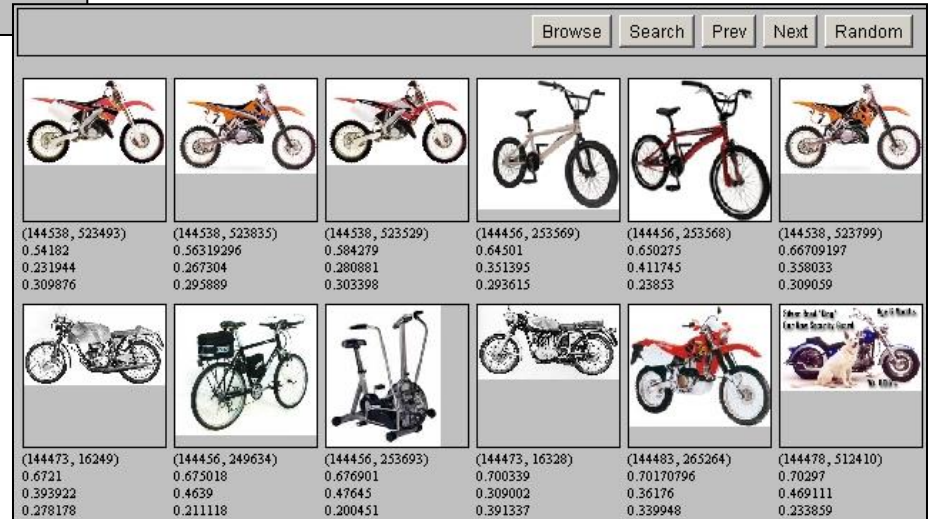 Browse Search Prev Next Random
(144538, 523493) (144538, 523835) (144538, 523529) (144456, 253569) (144456, 253568) (144538, 523799)
0.54182 0.56319296 0.584279 0.64501 0.650275 0.66709197
0.231944 0.267304 0.280881 0.351395 0.411745 0.358033
0.309876 0.295889 0.303398 0.293615 0.23853 0.309059
Silver
(144473, 16249) (144456, 249634) (144456, 253693) (144473, 16328) (144483, 265264) (144478, 512410)
0.6721 0.675018 0.676901 0.700339 0.70170796 0.70297
0.393922 0.4639 0.47645 0.309002 0.36176 0.469111
0.278178 0.211118 0.200451 0.391337 0.339948 0.233859